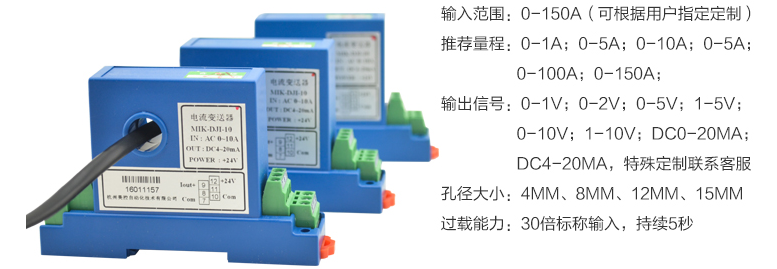 输入范围：0-150A（可根据用户指定定制）
推荐量程：0-1A；0-5A；0-10A；0-5A；
0-100A；0-150A；
输出信号：0-1V；0-2V；0-5V；1-5V；
0-10V；1-10V；DC0-20MA；
DC4-20MA，特殊定制联系客服
孔径大小：4MM、8MM、12MM、15MM
过载能力：30倍标称输入，持续5秒
电流变送器
MIK-DJI-10
IN : AC 0-10A
OUT : DC4-20mA
POWER : +24V
Iout+ 9 12 +24V
8 11
Com 7 10 Com
16011157
杭州美控自动化技术有限公司
电流变送器
MIK-DJI-10
IN : AC 0-10A
OUT : DC4-20mA
+24V
Com